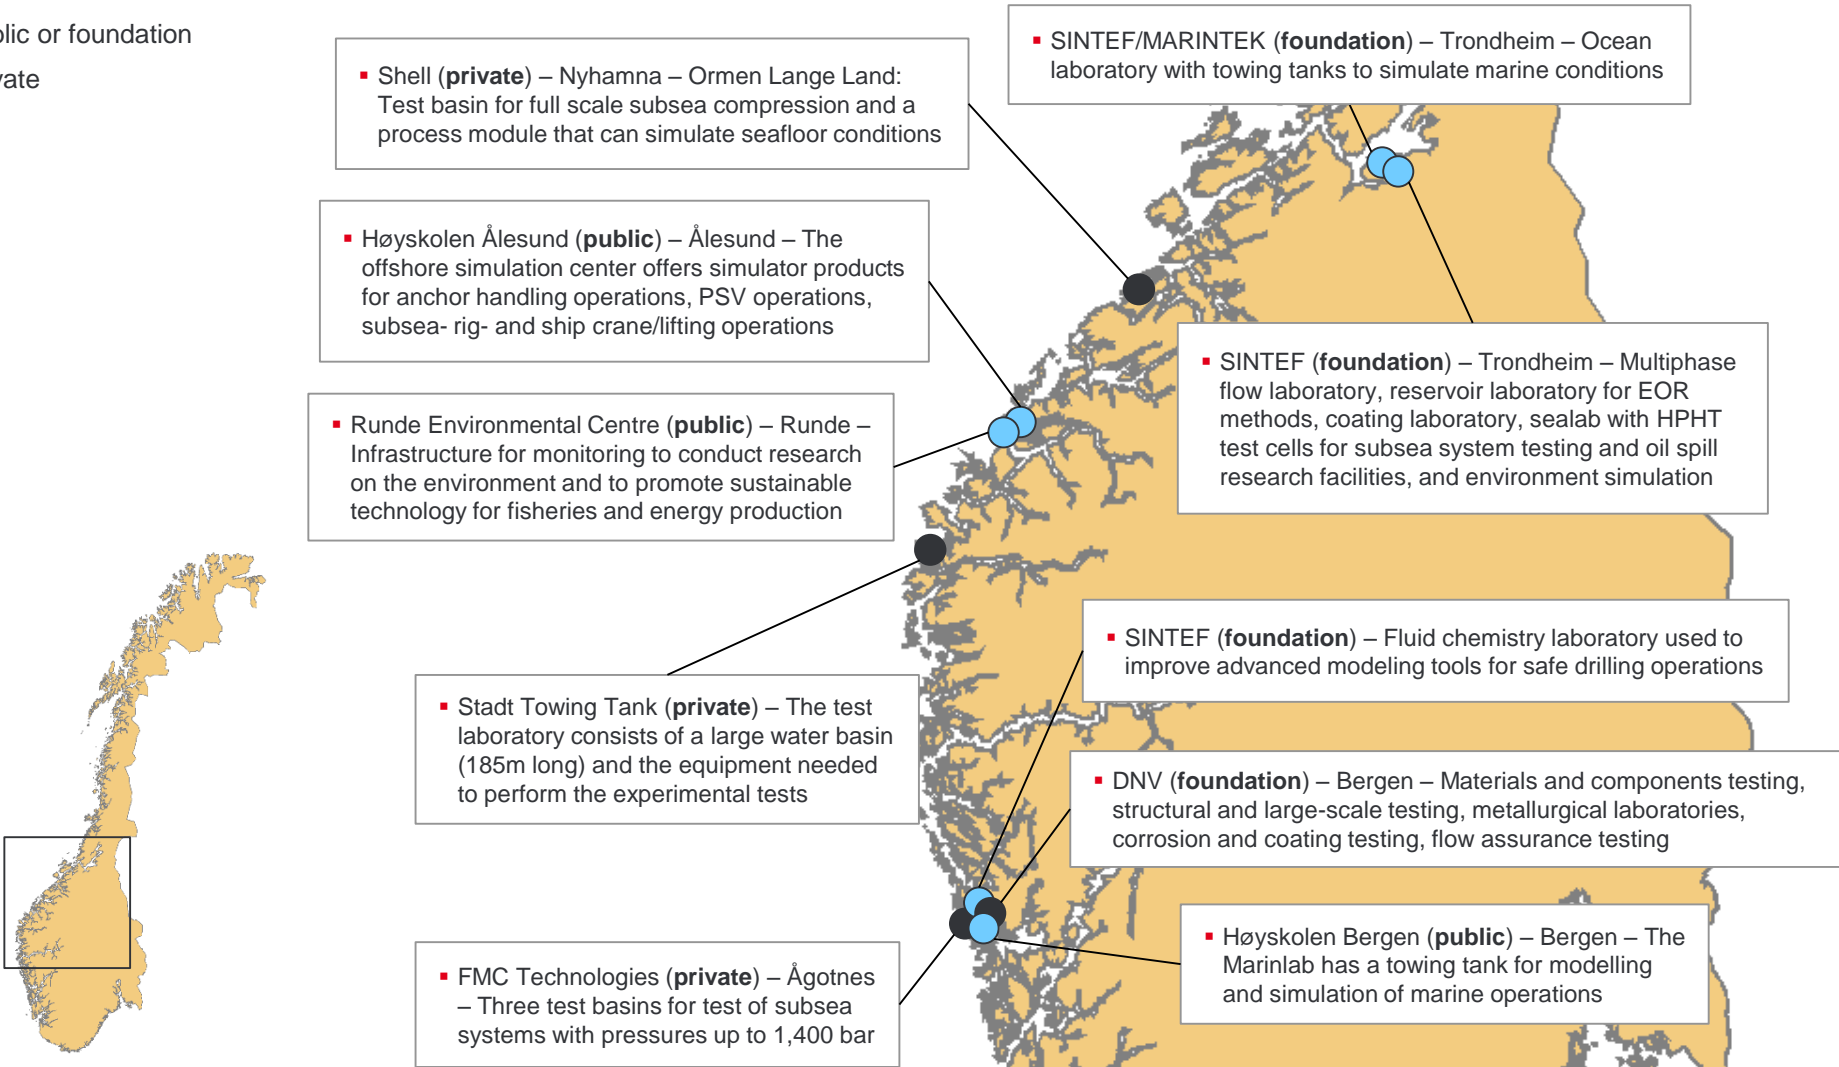 blic or foundation
vate
▪ Shell (private) – Nyhamna – Ormen Lange Land:
Test basin for full scale subsea compression and a
process module that can simulate seafloor conditions
▪ SINTEF/MARINTEK (foundation) – Trondheim – Ocean
laboratory with towing tanks to simulate marine conditions
▪ Høyskolen Ålesund (public) – Ålesund – The
offshore simulation center offers simulator products
for anchor handling operations, PSV operations,
subsea- rig- and ship crane/lifting operations
▪ SINTEF (foundation) – Trondheim – Multiphase
flow laboratory, reservoir laboratory for EOR
methods, coating laboratory, sealab with HPHT
test cells for subsea system testing and oil spill
research facilities, and environment simulation
▪ Runde Environmental Centre (public) – Runde –
Infrastructure for monitoring to conduct research
on the environment and to promote sustainable
technology for fisheries and energy production
▪ SINTEF (foundation) – Fluid chemistry laboratory used to
improve advanced modeling tools for safe drilling operations
▪ Stadt Towing Tank (private) – The test
laboratory consists of a large water basin
(185m long) and the equipment needed
to perform the experimental tests
▪ DNV (foundation) – Bergen – Materials and components testing,
structural and large-scale testing, metallurgical laboratories,
corrosion and coating testing, flow assurance testing
▪ Høyskolen Bergen (public) – Bergen – The
Marinlab has a towing tank for modelling
and simulation of marine operations
▪ FMC Technologies (private) – Ågotnes
– Three test basins for test of subsea
systems with pressures up to 1,400 bar